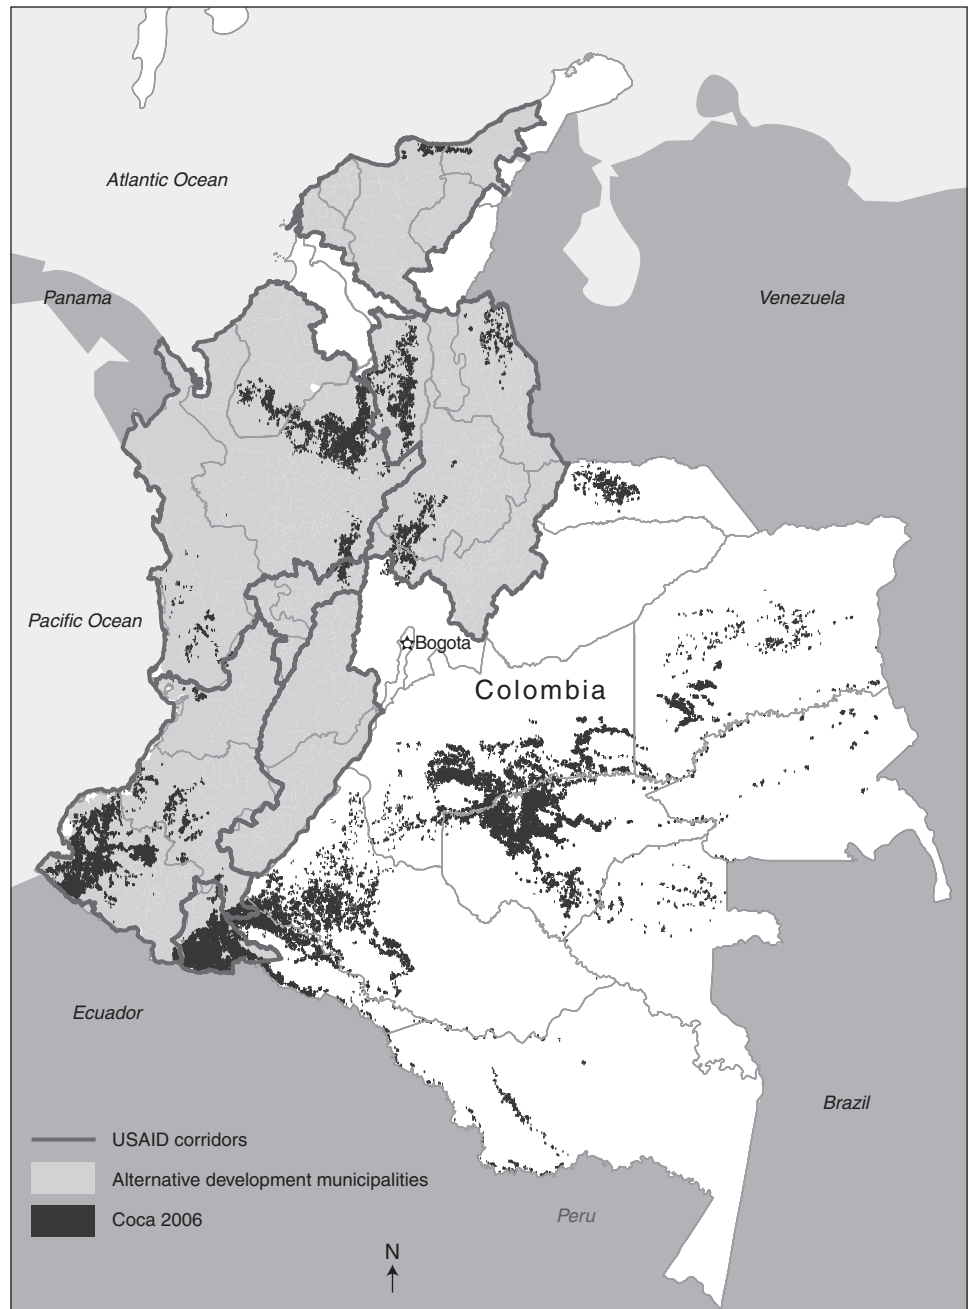 Atlantic Ocean
Panama
Venezuela
Pacific Ocean
Bogota
Colombia
Ecuador
Brazil
USAID corridors
Alternative development municipalities
Coca 2006
Peru
N